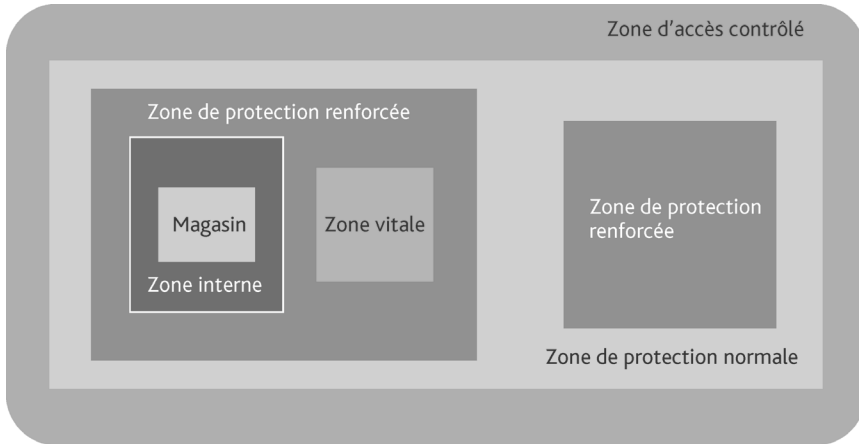 Zone d’accès contrôlé
Zone de protection renforcée
Magasin
Zone vitale
Zone de protection
renforcée
Zone interne
Zone de protection normale